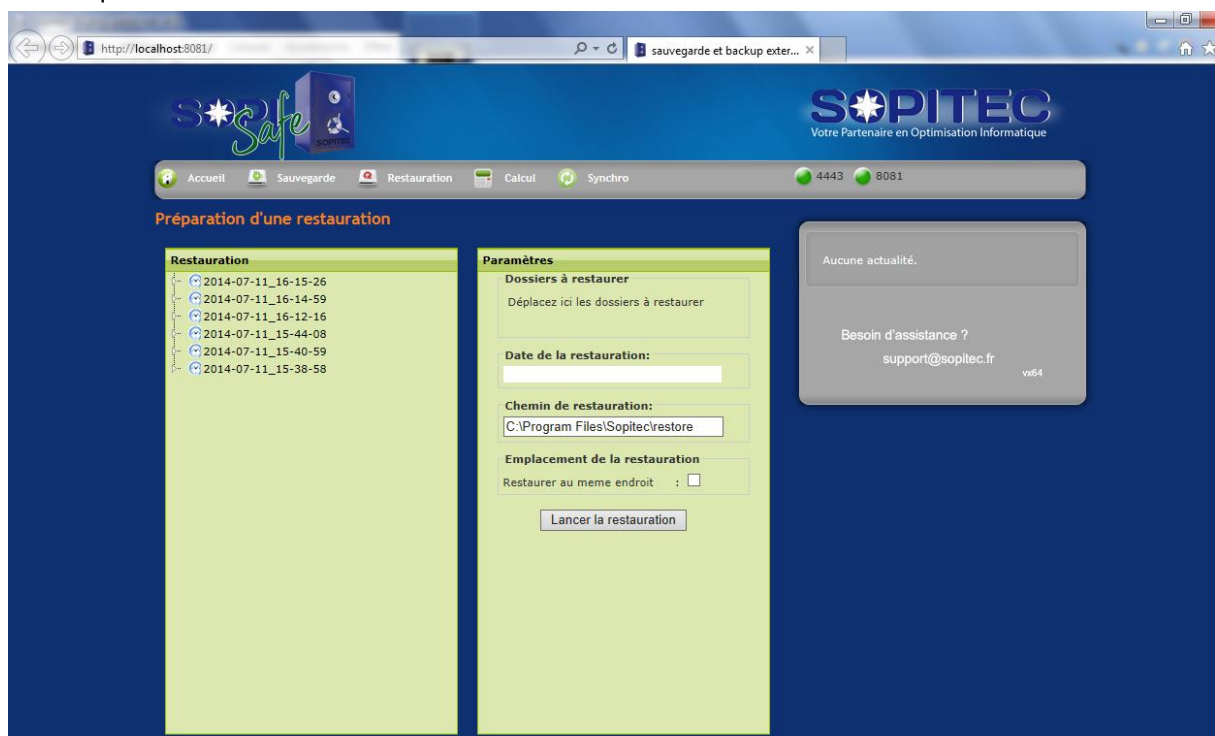 http://localhost:8081/
sauvegarde et backup exter...
SOPI
Safe
SOPITEC
SOPITEC
Votre Partenaire en Optimisation Informatique
Accueil Sauvegarde Restauration Calcul Synchro 4443 8081
Préparation d'une restauration
Restauration
2014-07-11_16-15-26
2014-07-11_16-14-59
2014-07-11_16-12-16
2014-07-11_15-44-08
2014-07-11_15-40-59
2014-07-11_15-38-58
Paramètres
Dossiers à restaurer
Déplacez ici les dossiers à restaurer
Date de la restauration:
Chemin de restauration:
C:\Program Files\Sopitec\restore
Emplacement de la restauration
Restaurer au meme endroit :
Lancer la restauration
Aucune actualité.
Besoin d'assistance ?
support@sopitec.fr
vx64